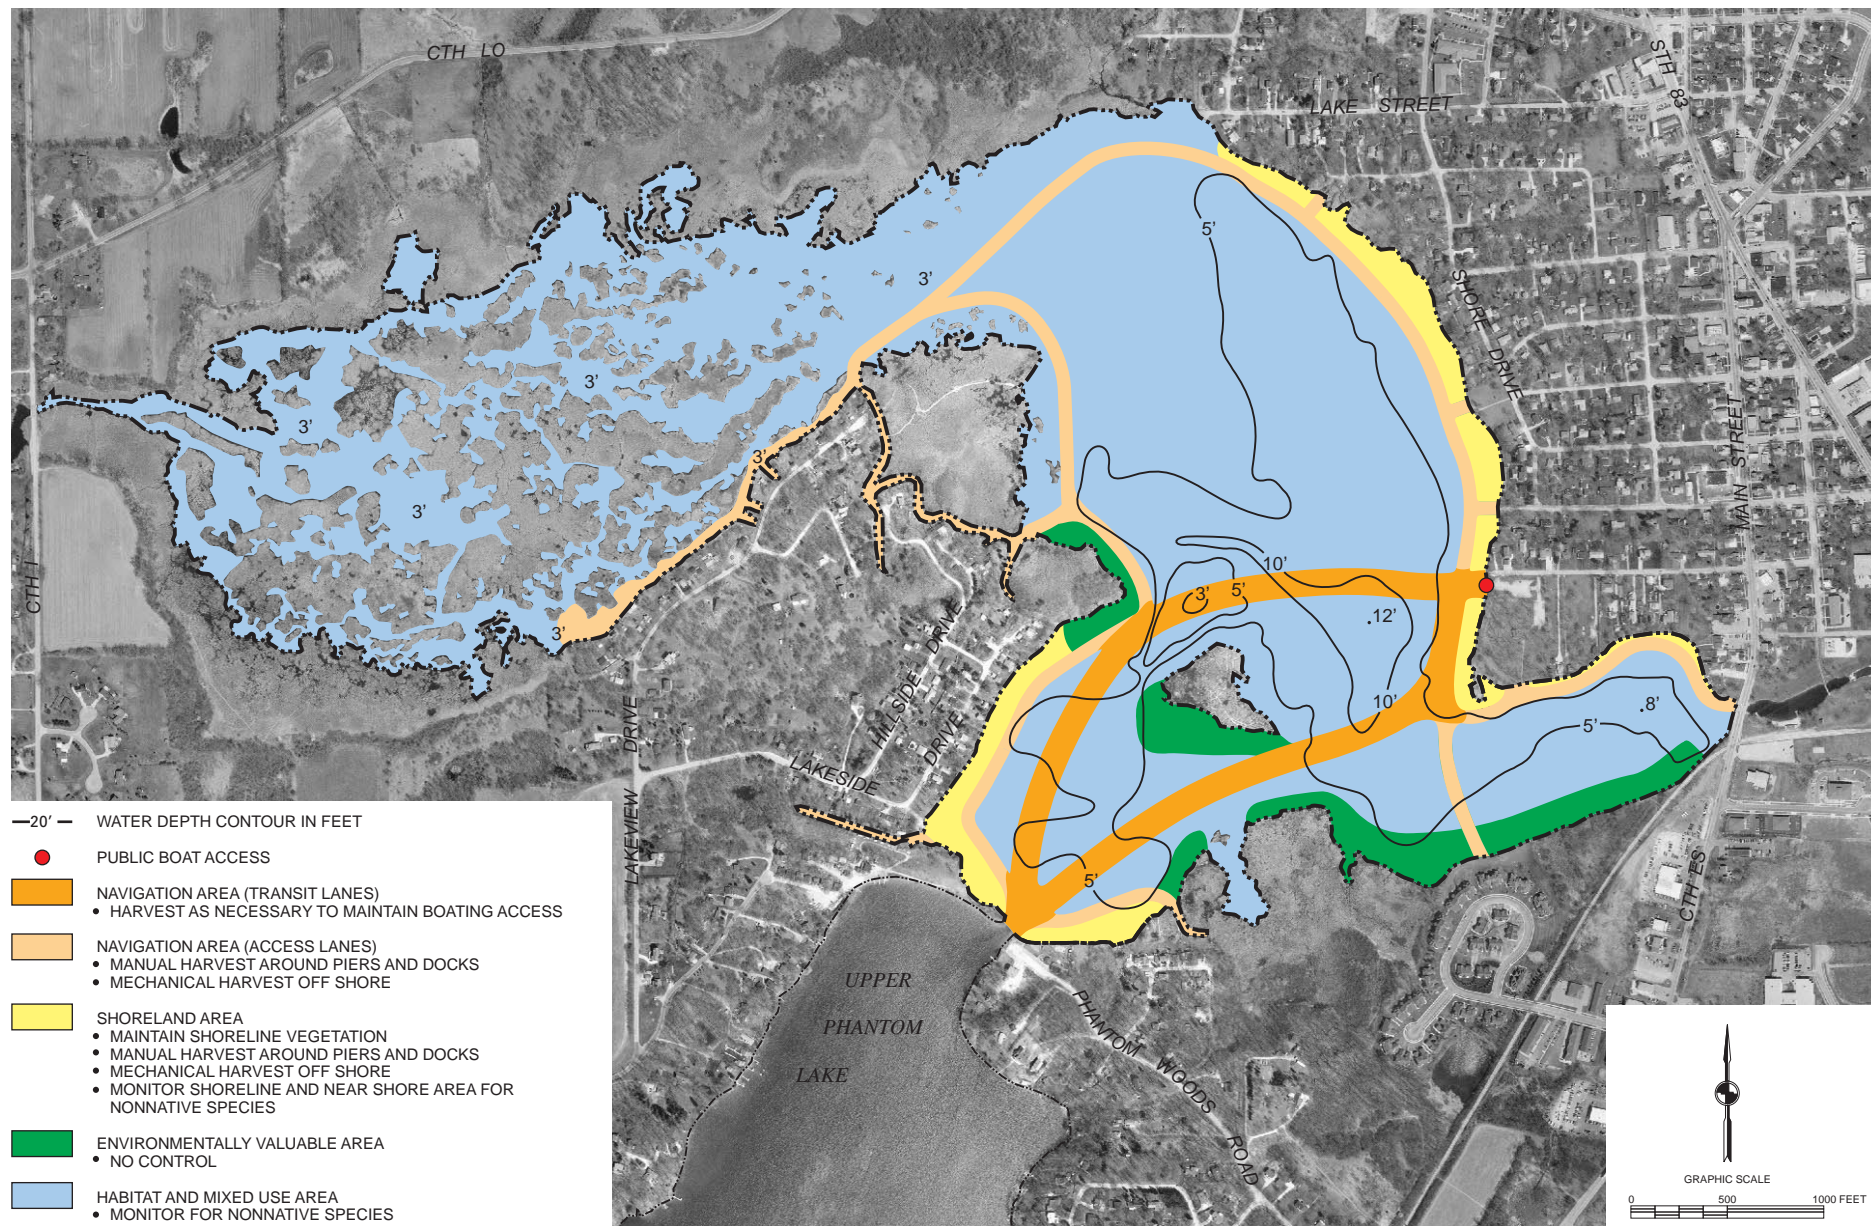 CTH LO
STH 83
LAKE STREET
5'
3'
SHORE DRIVE
3'
MAIN STREET
3'
3'
3'
CTH I
10'
3'
5'
12'
3'
HILLSIDE DRIVE
10'
8'
5'
LAKEVIEW DRIVE
LAKESIDE DRIVE
5'
CTH ES
UPPER
PHANTOM
LAKE
PHANTOM WOODS ROAD
20' WATER DEPTH CONTOUR IN FEET
PUBLIC BOAT ACCESS
NAVIGATION AREA (TRANSIT LANES)
• HARVEST AS NECESSARY TO MAINTAIN BOATING ACCESS
NAVIGATION AREA (ACCESS LANES)
• MANUAL HARVEST AROUND PIERS AND DOCKS
• MECHANICAL HARVEST OFF SHORE
SHORELAND AREA
• MAINTAIN SHORELINE VEGETATION
• MANUAL HARVEST AROUND PIERS AND DOCKS
• MECHANICAL HARVEST OFF SHORE
• MONITOR SHORELINE AND NEAR SHORE AREA FOR
NONNATIVE SPECIES
ENVIRONMENTALLY VALUABLE AREA
• NO CONTROL
HABITAT AND MIXED USE AREA
• MONITOR FOR NONNATIVE SPECIES
GRAPHIC SCALE
0 500 1000 FEET